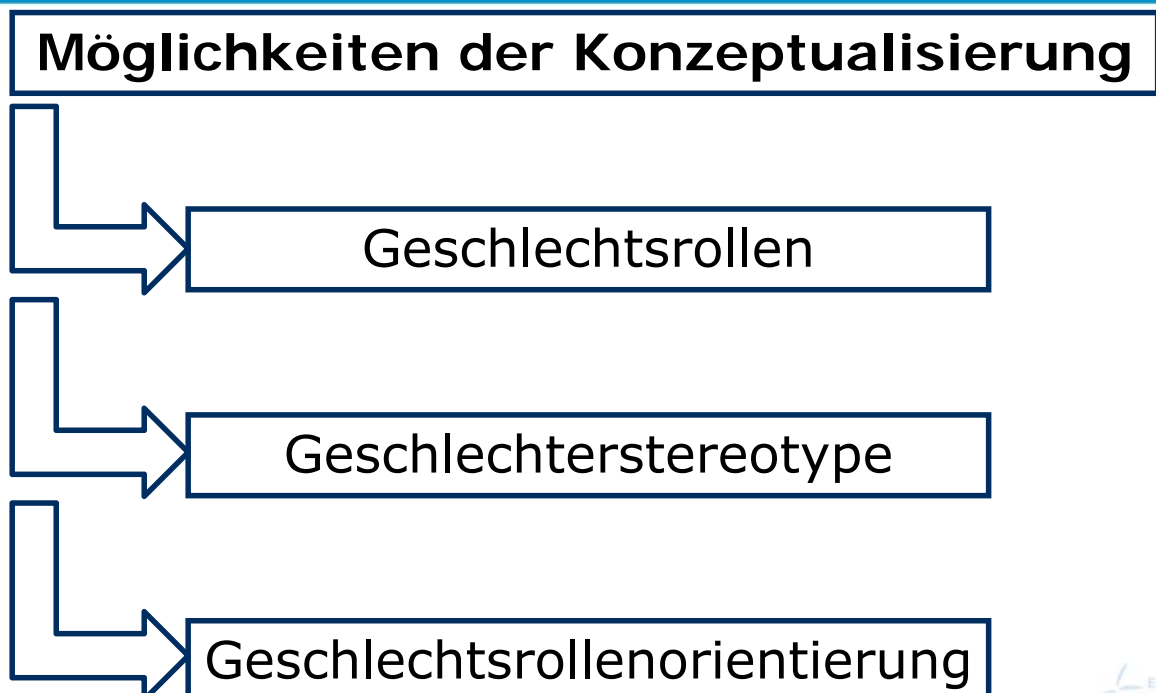 Möglichkeiten der Konzeptualisierung
Geschlechtsrollen
Geschlechterstereotype
Geschlechtsrollenorientierung